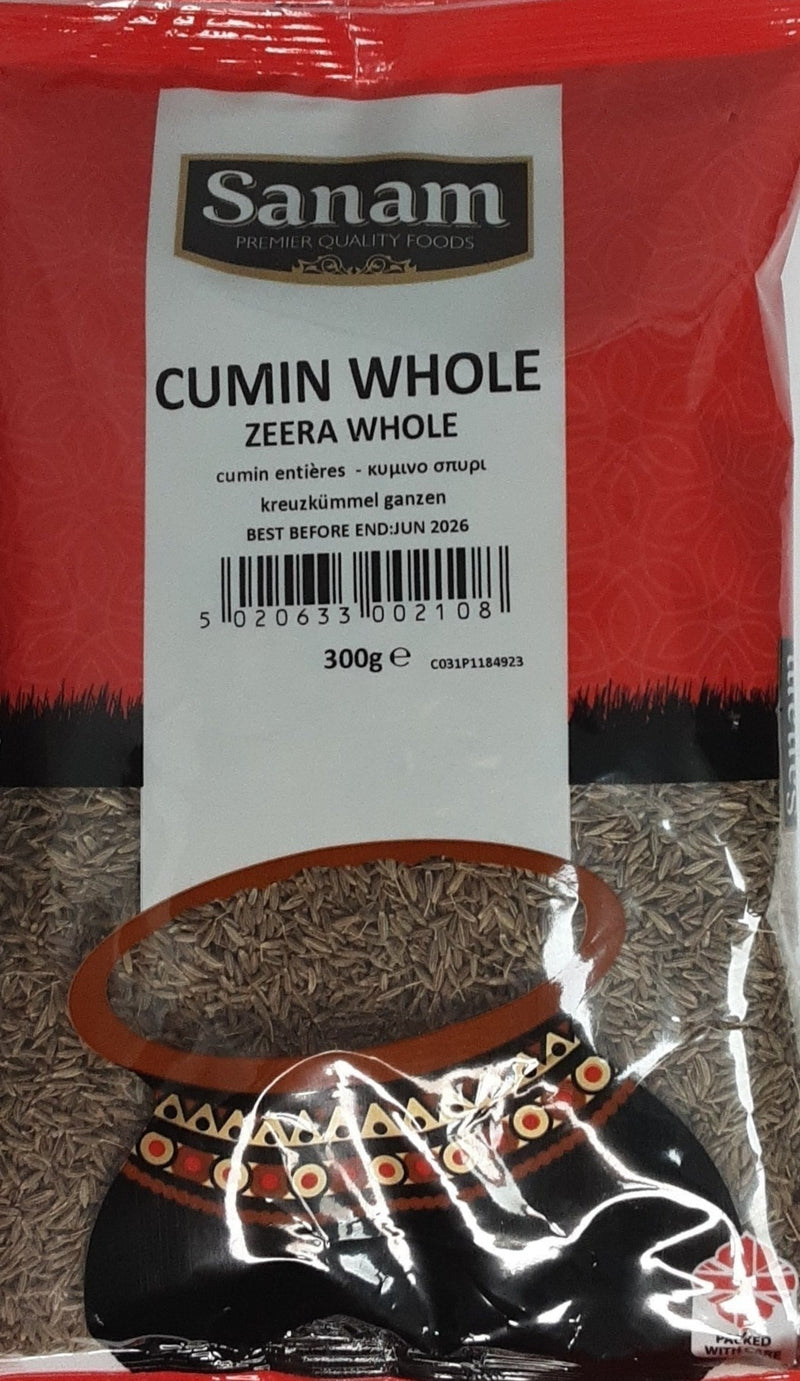 Sanam
PREMIER QUALITY FOODS
CUMIN WHOLE
ZEERA WHOLE
cumin entières - κυμινο σπυρι
kreuzkümmel ganzen
BEST BEFORE END:JUN 2026
5 020633 002108
300g ℮ C031P1184923
Sanam
PACKED
WITH CARE